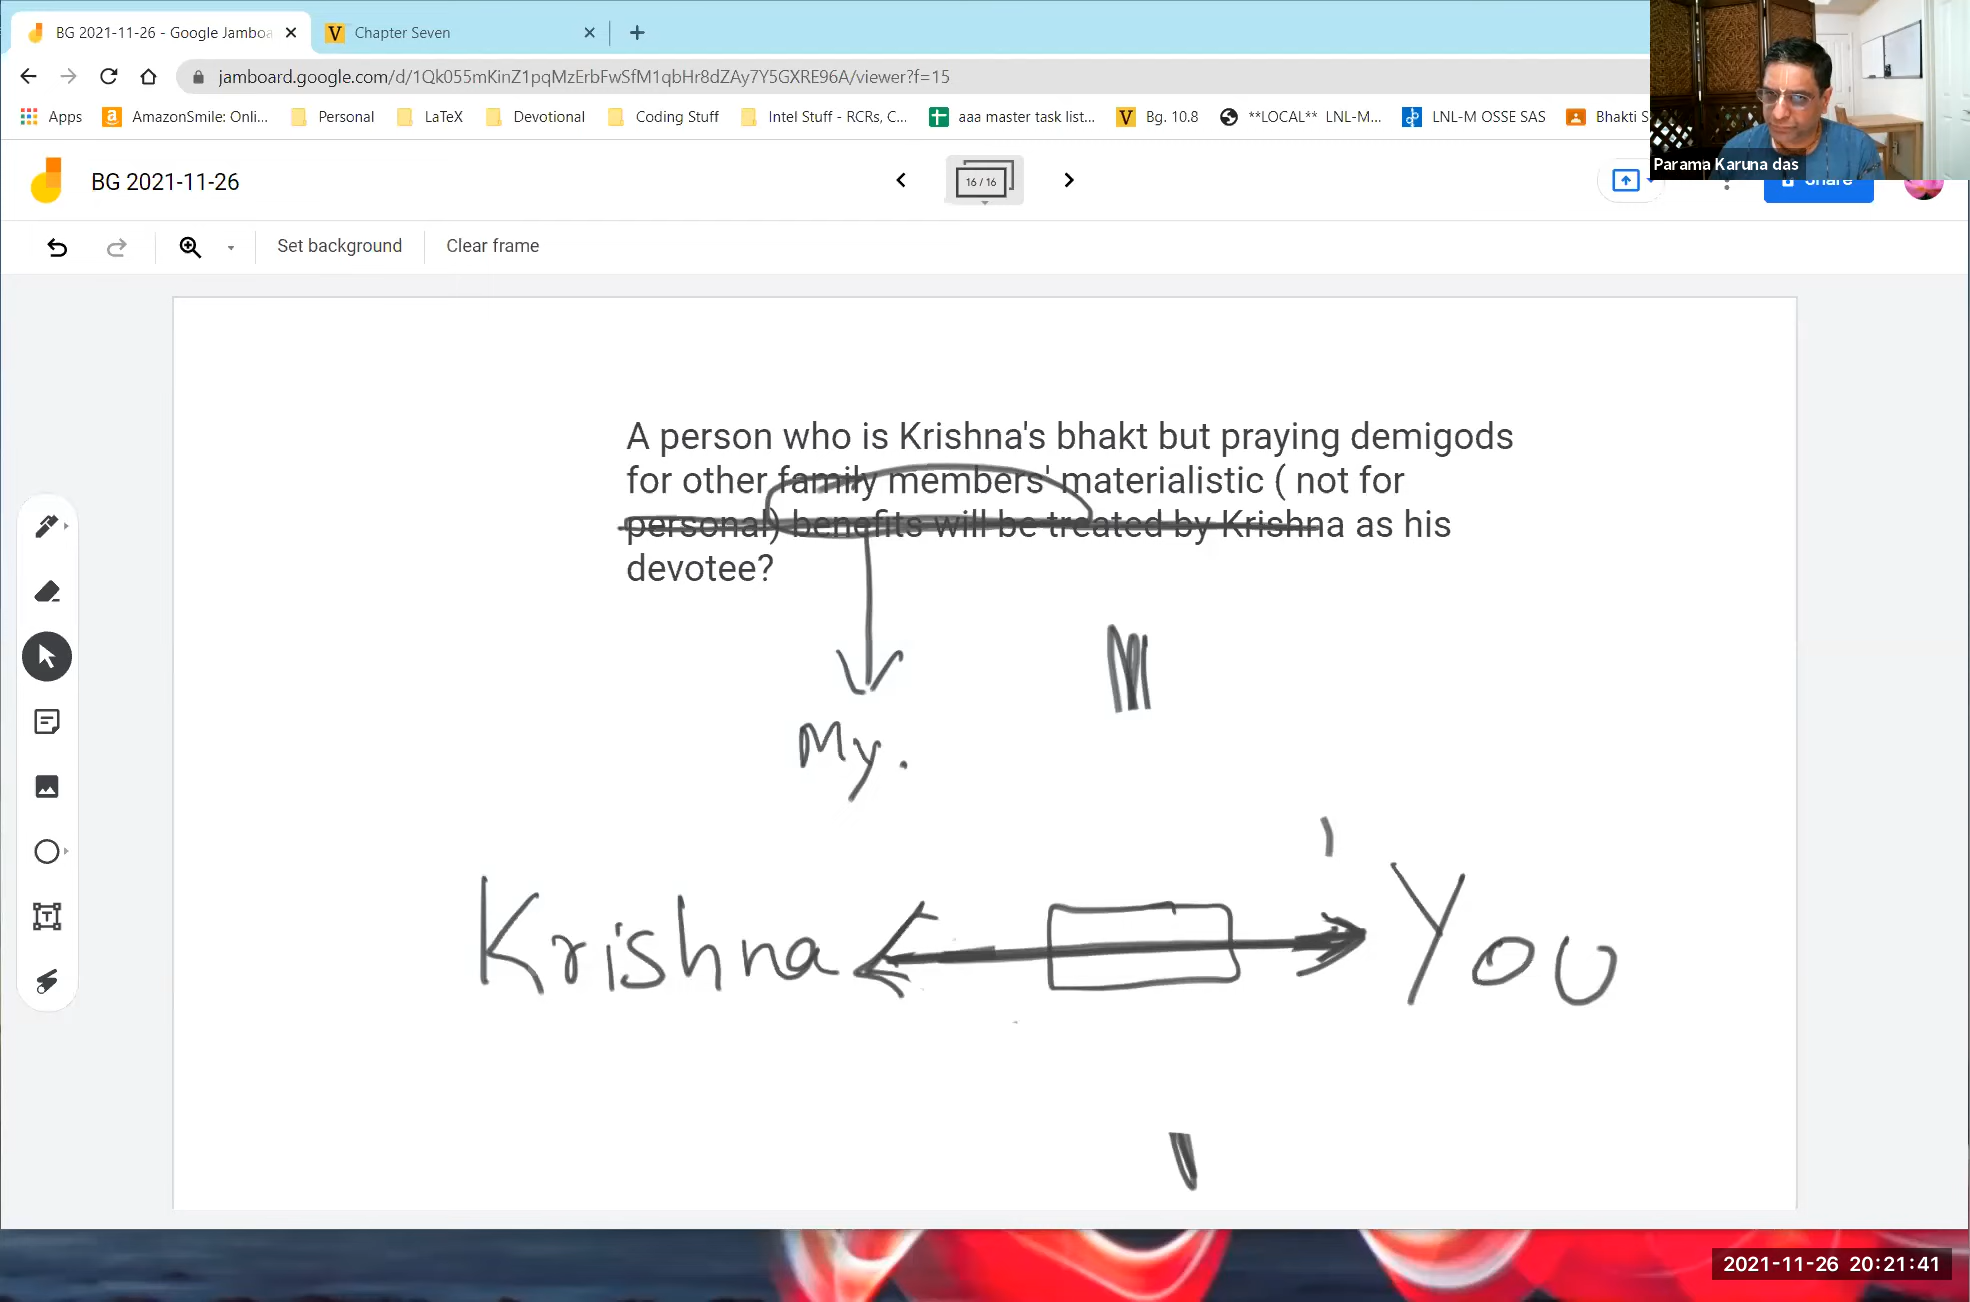 BG 2021-11-26 - Google Jamboa
Chapter Seven
jamboard.google.com/d/1Qk055mKinZ1pqMzErbFwSfM1qbHr8dZAy7Y5GXRE96A/viewer?f=15
Apps
AmazonSmile: Onli...
Personal
LaTeX
Devotional
Coding Stuff
Intel Stuff - RCRs, C...
aaa master task list...
Bg. 10.8
**LOCAL** LNL-M...
LNL-M OSSE SAS
Bhakti S
Parama Karuna das
BG 2021-11-26
16 / 16
Share
Set background
Clear frame
A person who is Krishna's bhakt but praying demigods
for other family members' materialistic ( not for
personal) benefits will be treated by Krishna as his
devotee?
My.
Krishna
You
2021-11-26 20:21:41